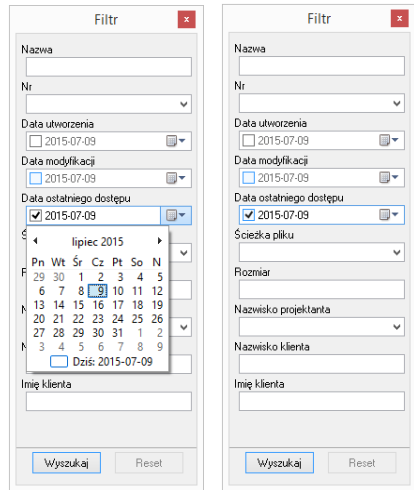 Filtr
x
Nazwa
Nr
Data utworzenia
2015-07-09
Data modyfikacji
2015-07-09
Data ostatniego dostępu
2015-07-09
lipiec 2015
Pn Wt Śr Cz Pt So N
29 30 1 2 3 4 5
6 7 8 9 10 11 12
13 14 15 16 17 18 19
20 21 22 23 24 25 26
27 28 29 30 31 1 2
3 4 5 6 7 8 9
Dziś: 2015-07-09
Imię klienta
Wyszukaj Reset
Filtr
x
Nazwa
Nr
Data utworzenia
2015-07-09
Data modyfikacji
2015-07-09
Data ostatniego dostępu
2015-07-09
Ścieżka pliku
Rozmiar
Nazwisko projektanta
Nazwisko klienta
Imię klienta
Wyszukaj Reset